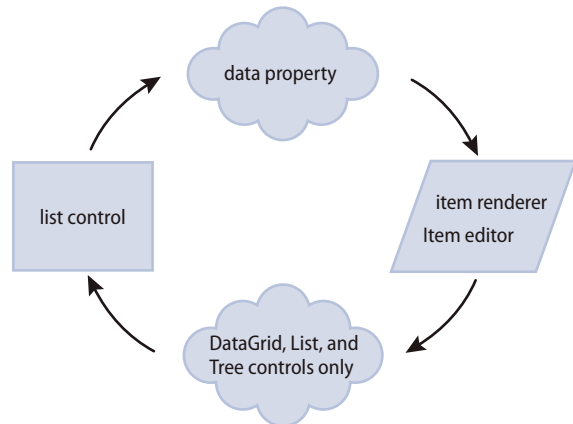 data property
list control
item renderer
Item editor
DataGrid, List, and
Tree controls only